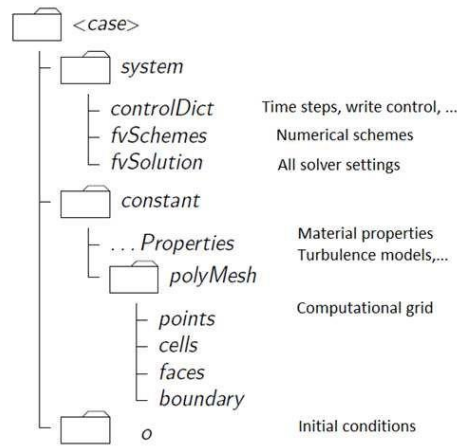 <case>
system
controlDict Time steps, write control, ...
fvSchemes Numerical schemes
fvSolution All solver settings
constant
...Properties Material properties
Turbulence models,...
polyMesh
Computational grid
points
cells
faces
boundary
o Initial conditions